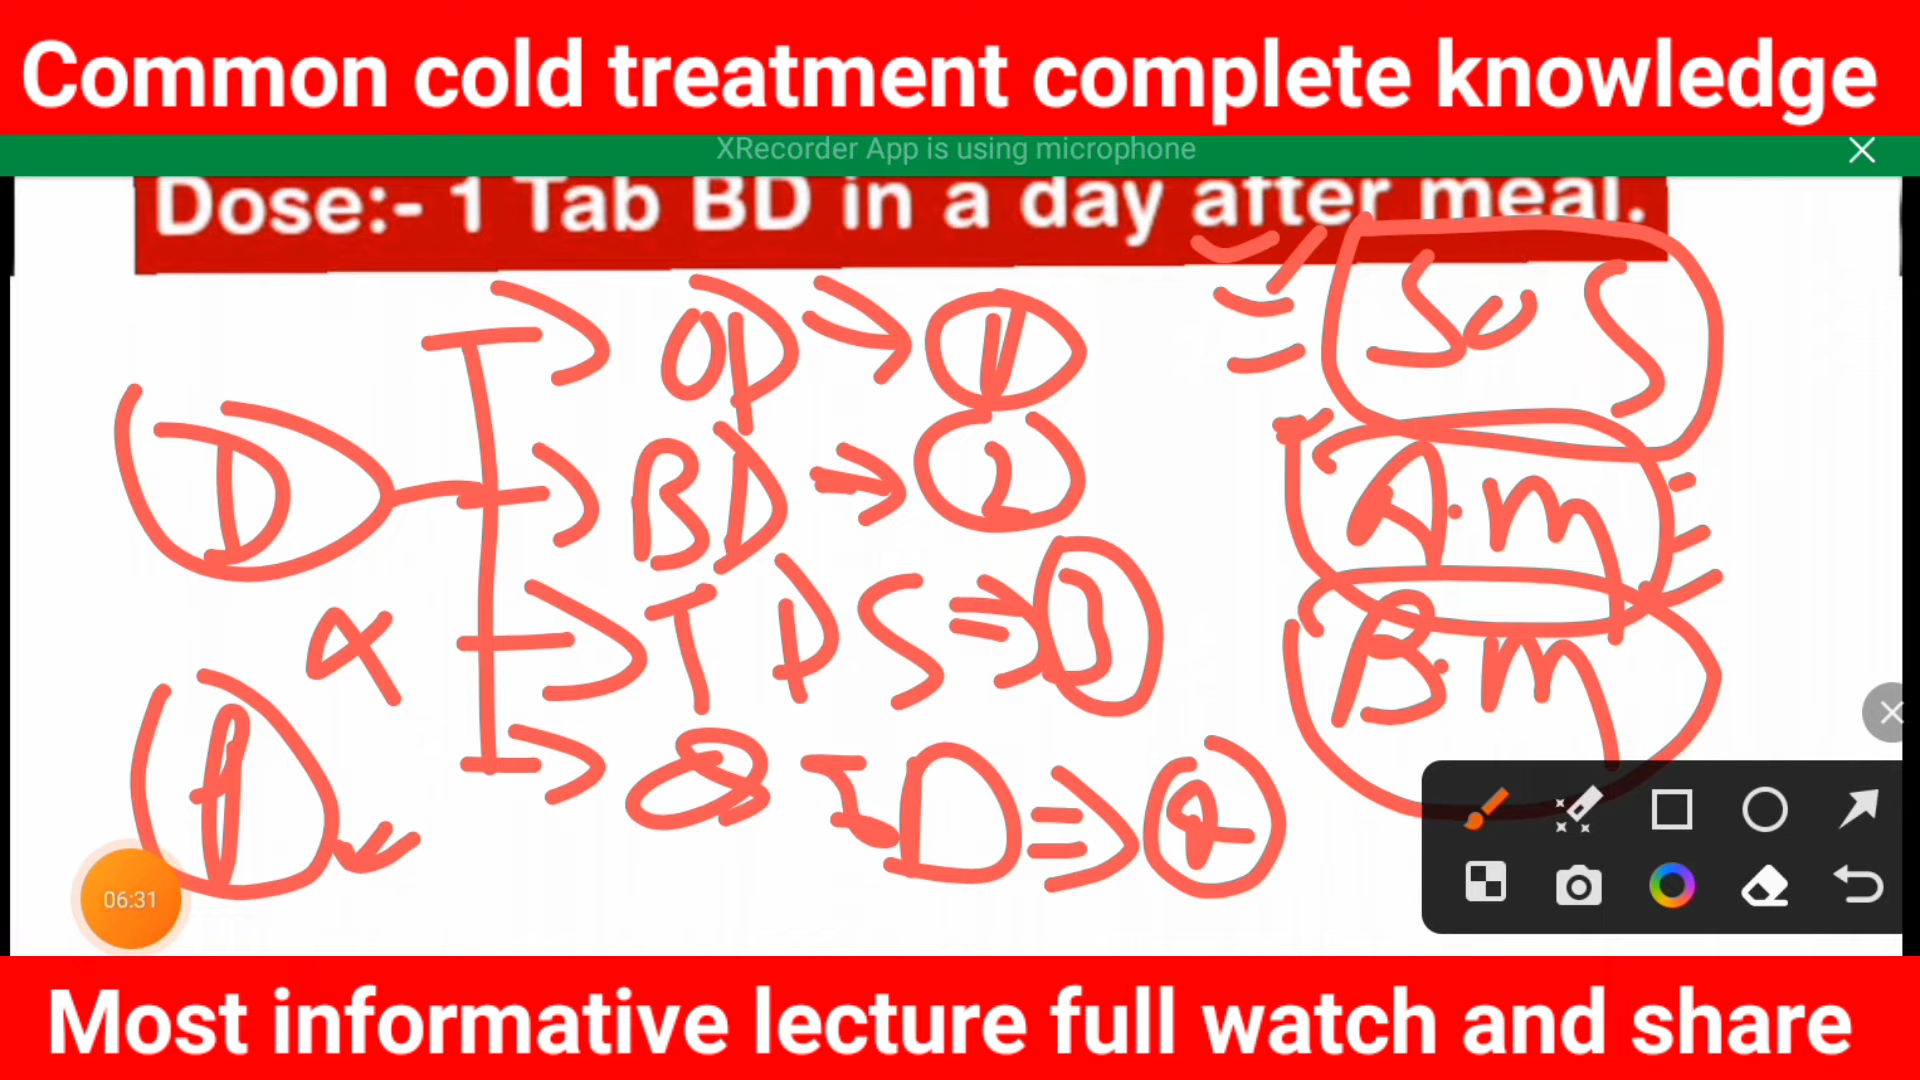 Common cold treatment complete knowledge
XRecorder App is using microphone
Dose:- 1 Tab BD in a day after meal.
OD 1
SOS
D
BD 2
A.M
TDS 3
B.M
P
QID 4
06:31
Most informative lecture full watch and share